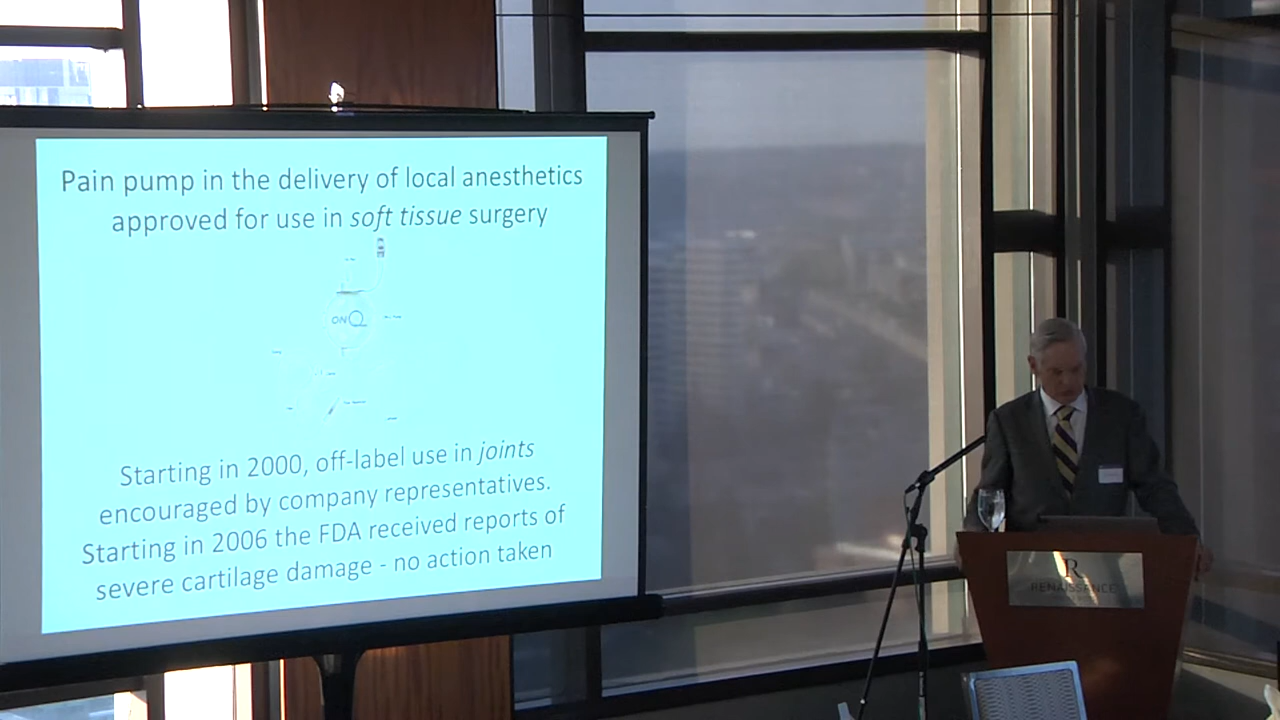 Pain pump in the delivery of local anesthetics
approved for use in soft tissue surgery
ONQ
Starting in 2000, off-label use in joints
encouraged by company representatives.
Starting in 2006 the FDA received reports of
severe cartilage damage - no action taken
R
RENAISSANCE